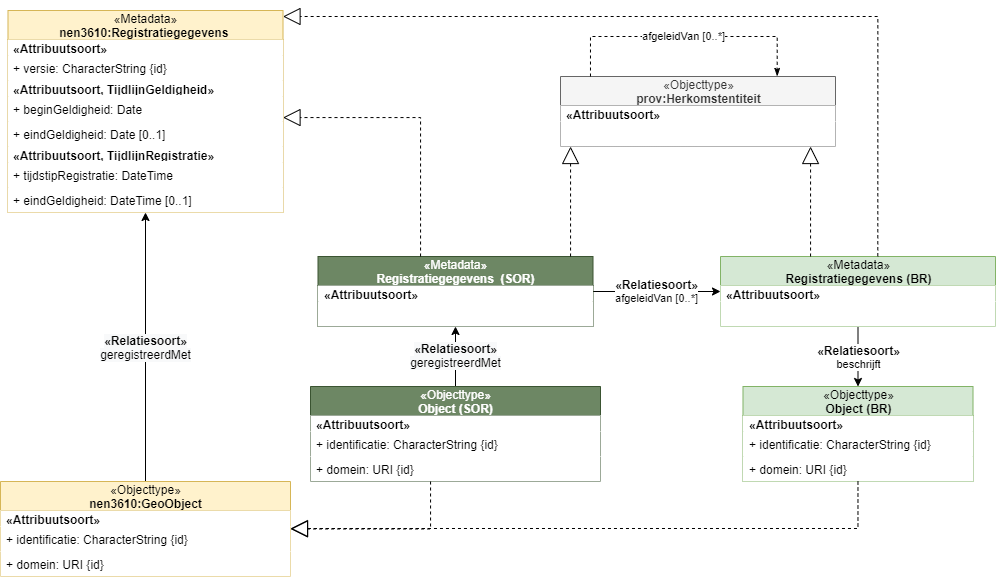 «Metadata»
nen3610:Registratiegegevens
«Attribuutsoort»
+ versie: CharacterString {id}
«Attribuutsoort, TijdlijnGeldigheid»
+ beginGeldigheid: Date
+ eindGeldigheid: Date [0..1]
«Attribuutsoort, TijdlijnRegistratie»
+ tijdstipRegistratie: DateTime
+ eindGeldigheid: DateTime [0..1]
afgeleidVan [0..*]
«Objecttype»
prov:Herkomstentiteit
«Attribuutsoort»
«Metadata»
Registratiegegevens (SOR)
«Attribuutsoort»
«Relatiesoort»
afgeleidVan [0..*]
«Metadata»
Registratiegegevens (BR)
«Attribuutsoort»
«Relatiesoort»
geregistreerdMet
«Relatiesoort»
geregistreerdMet
«Relatiesoort»
beschrijft
«Objecttype»
Object (SOR)
«Attribuutsoort»
+ identificatie: CharacterString {id}
+ domein: URI {id}
«Objecttype»
Object (BR)
«Attribuutsoort»
+ identificatie: CharacterString {id}
+ domein: URI {id}
«Objecttype»
nen3610:GeoObject
«Attribuutsoort»
+ identificatie: CharacterString {id}
+ domein: URI {id}